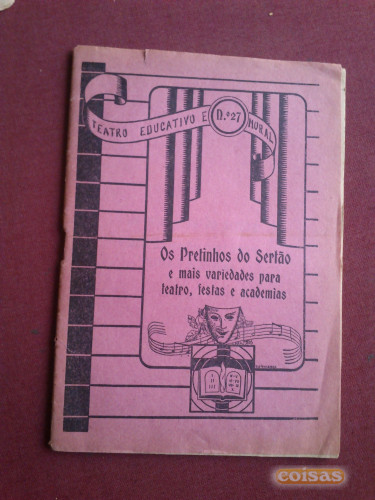 TEATRO EDUCATIVO E MORAL
N.º 27
Os Pretinhos do Sertão
e mais variedades para
teatro, festas e academias
coisas